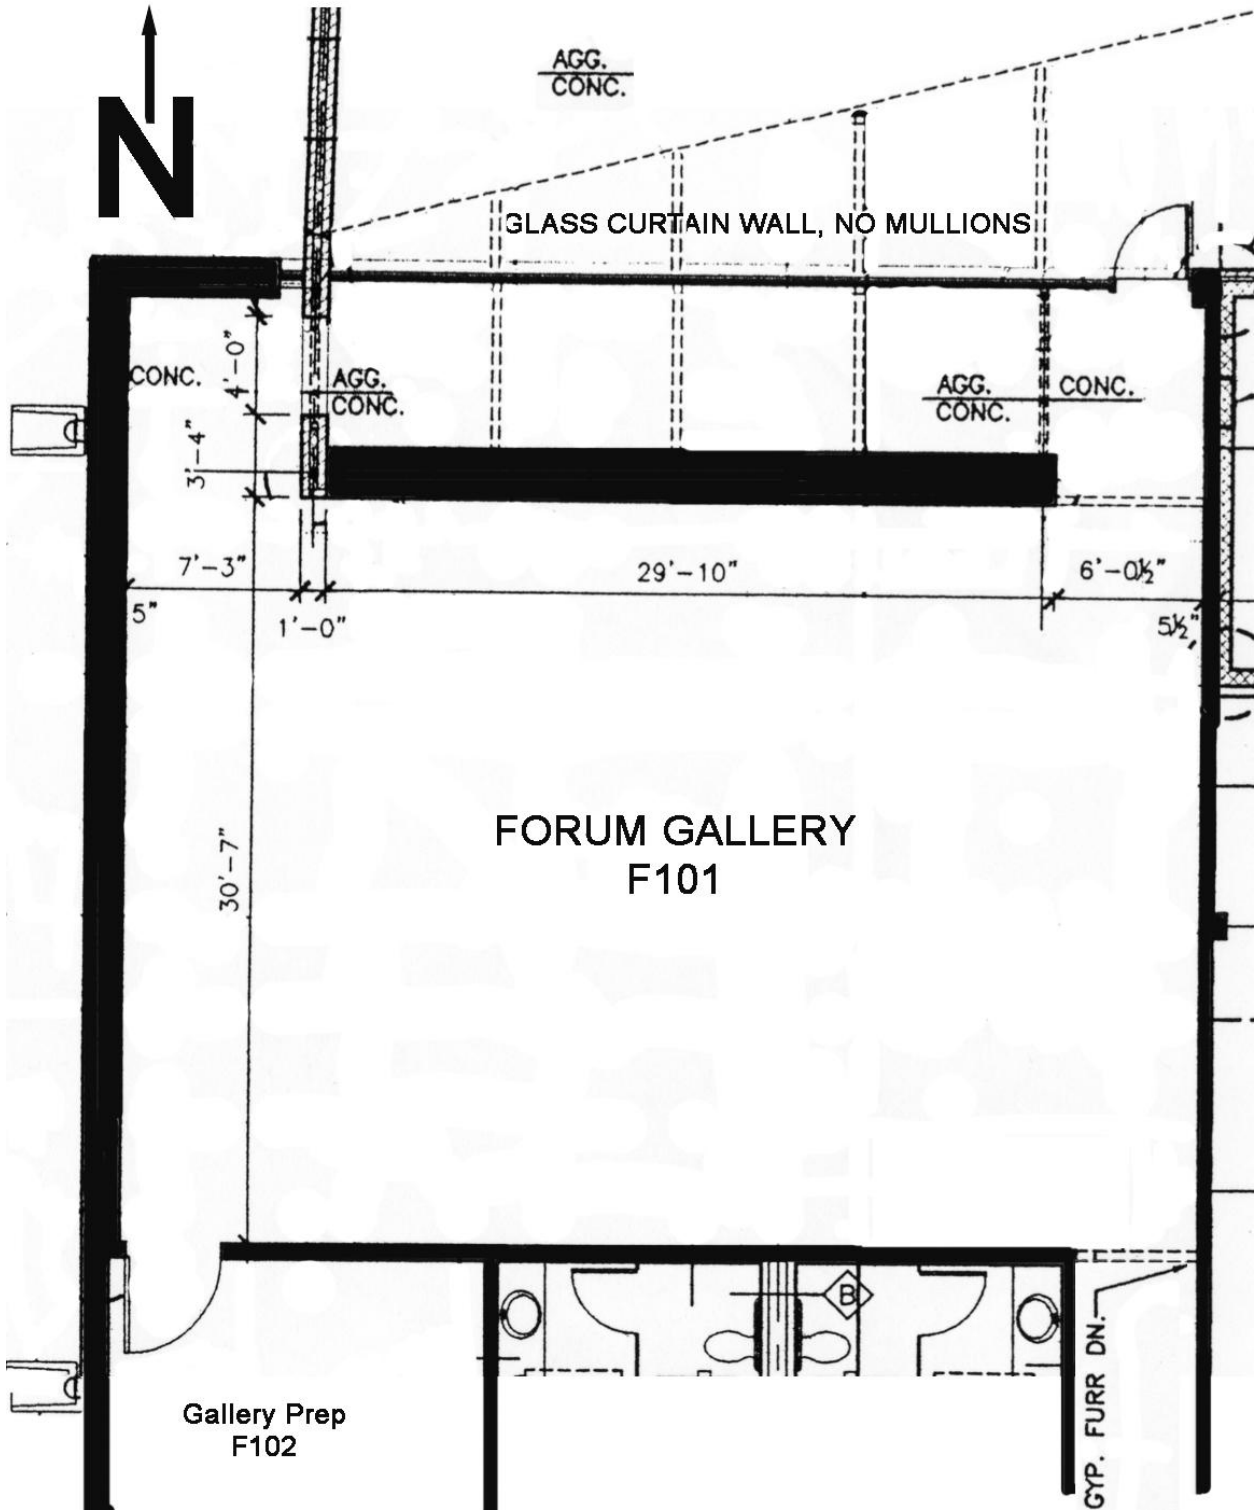 N
AGG.
CONC.
GLASS CURTAIN WALL, NO MULLIONS
4'-0"
CONC.
AGG.
CONC.
AGG.
CONC.
CONC.
3'-4"
7'-3"
29'-10"
6'-0½"
5"
1'-0"
5½"
FORUM GALLERY
F101
30'-7"
B
GYP. FURR DN.
Gallery Prep
F102